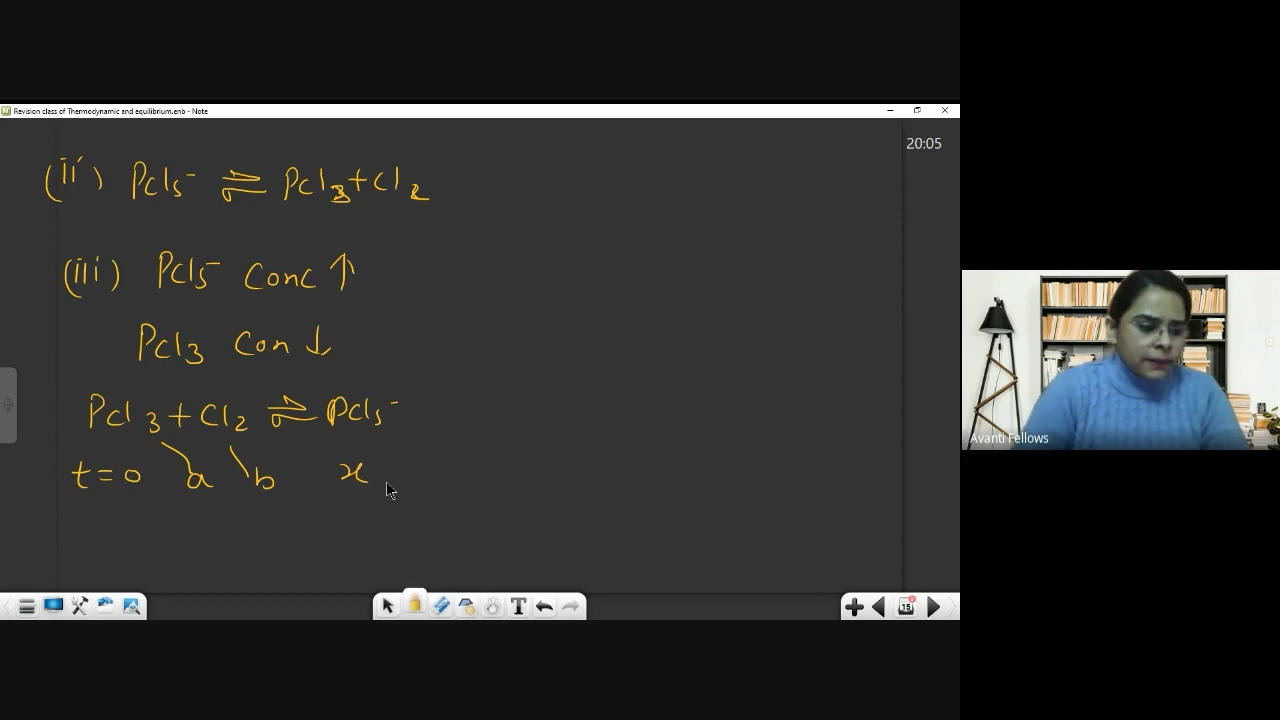 Revision class of Thermodynamic and equilibrium.enb - Note
20:05
(ii) PCl5 ⇌ PCl3 + Cl2
(iii) PCl5 Conc ↑
PCl3 Con ↓
PCl3 + Cl2 ⇌ PCl5
t = 0 a b x
Avanti Fellows
T
15